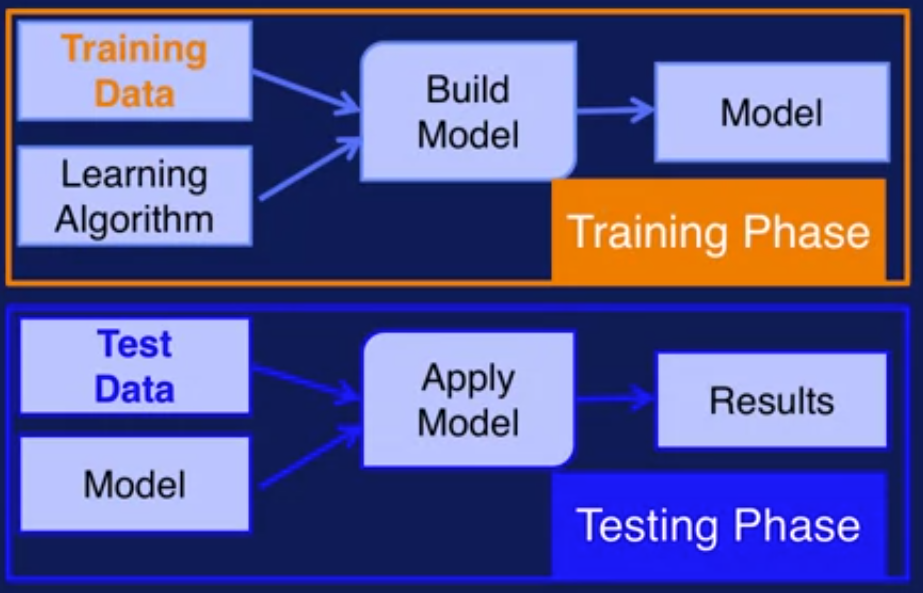 Training
Data
Learning
Algorithm
Build
Model
Model
Training Phase
Test
Data
Model
Apply
Model
Results
Testing Phase